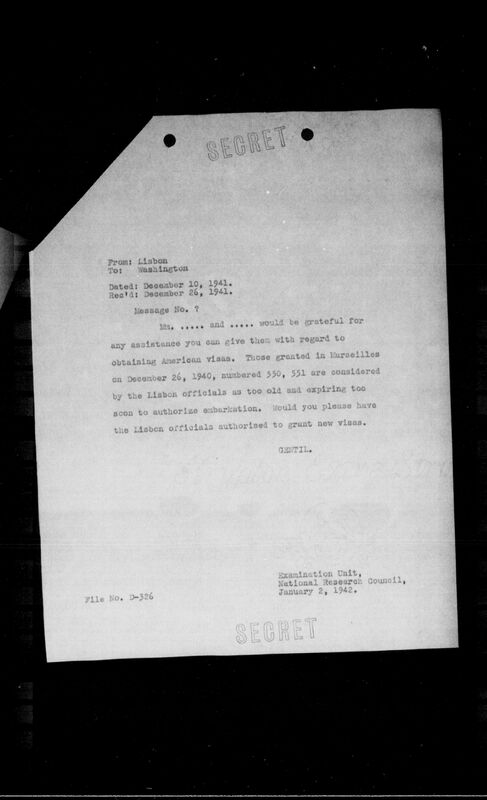 SECRET
From: Lisbon
To: Washington
Dated: December 10, 1941.
Rec'd: December 26, 1941.
Message No. ?
MM. ..... and ..... would be grateful for
any assistance you can give them with regard to
obtaining American visas. Those granted in Marseilles
on December 26, 1940, numbered 550, 551 are considered
by the Lisbon officials as too old and expiring too
soon to authorize embarkation. Would you please have
the Lisbon officials authorised to grant new visas.
GENTIL.
Examination Unit,
National Research Council,
January 2, 1942.
File No. D-326
SECRET